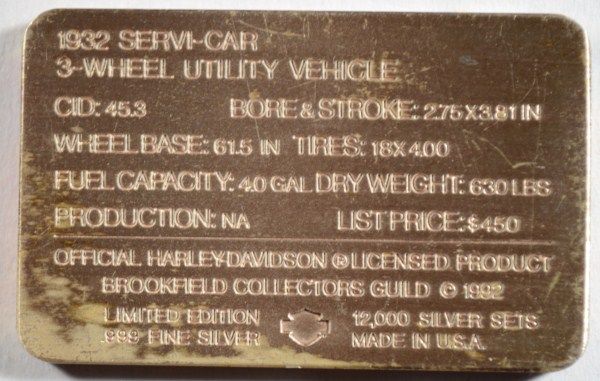 1932 SERVI-CAR
3-WHEEL UTILITY VEHICLE
CID: 45.3 BORE & STROKE: 2.75 X 3.81 IN
WHEEL BASE: 61.5 IN TIRES: 18 X 4.00
FUEL CAPACITY: 4.0 GAL DRY WEIGHT: 630 LBS
PRODUCTION: NA LIST PRICE: $450
OFFICIAL HARLEY-DAVIDSON ® LICENSED PRODUCT
BROOKFIELD COLLECTORS GUILD © 1992
LIMITED EDITION 12,000 SILVER SETS
.999 FINE SILVER MADE IN U.S.A.